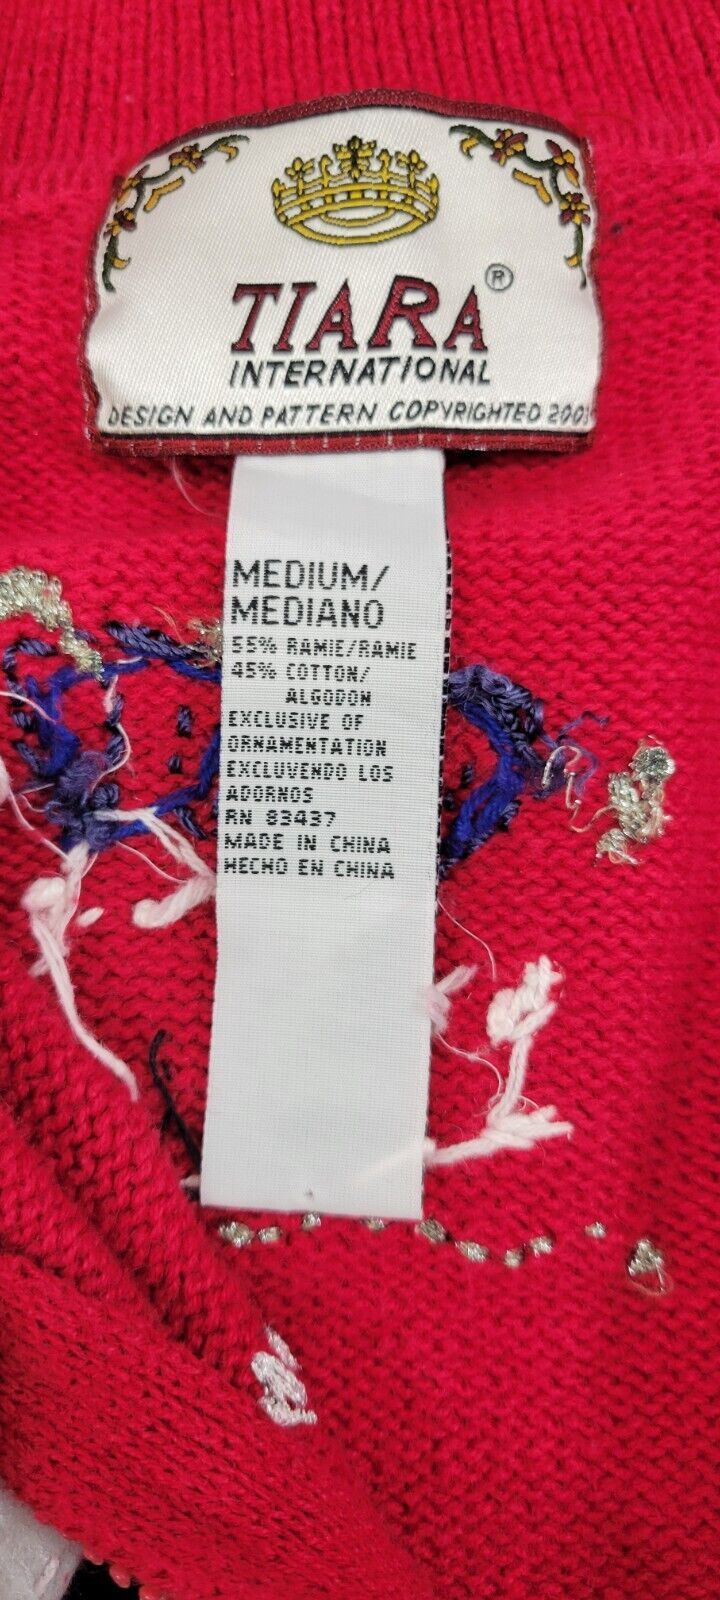 TIARA®
INTERNATIONAL
DESIGN AND PATTERN COPYRIGHTED
MEDIUM/
MEDIANO
55% RAMIE/RAMIE
45% COTTON/
ALGODON
EXCLUSIVE OF
ORNAMENTATION
EXCLUYENDO LOS
ADORNOS
RN 83437
MADE IN CHINA
HECHO EN CHINA